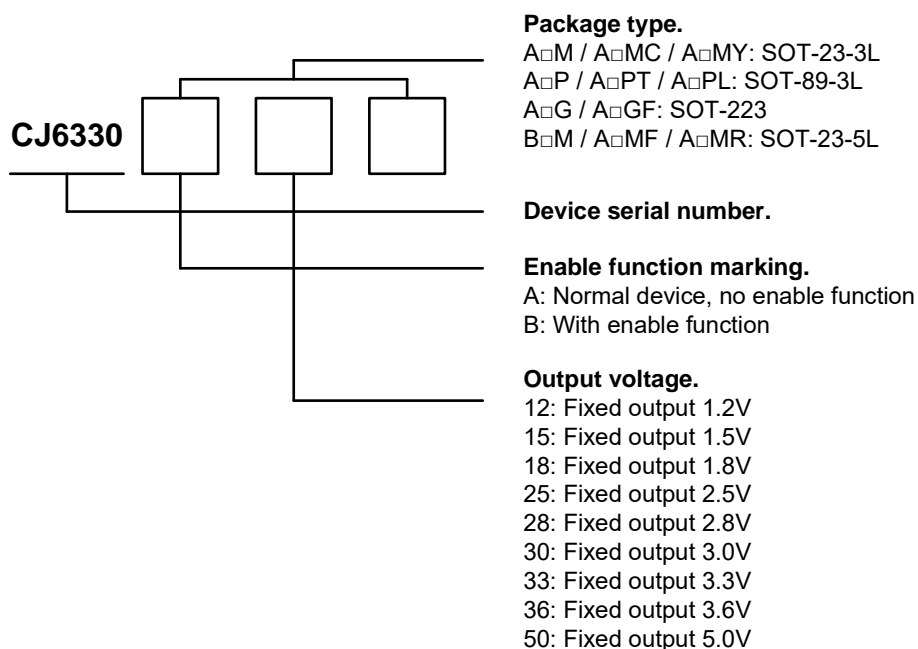 Package type.
A□M / A□MC / A□MY: SOT-23-3L
A□P / A□PT / A□PL: SOT-89-3L
A□G / A□GF: SOT-223
B□M / A□MF / A□MR: SOT-23-5L
CJ6330
Device serial number.
Enable function marking.
A: Normal device, no enable function
B: With enable function
Output voltage.
12: Fixed output 1.2V
15: Fixed output 1.5V
18: Fixed output 1.8V
25: Fixed output 2.5V
28: Fixed output 2.8V
30: Fixed output 3.0V
33: Fixed output 3.3V
36: Fixed output 3.6V
50: Fixed output 5.0V